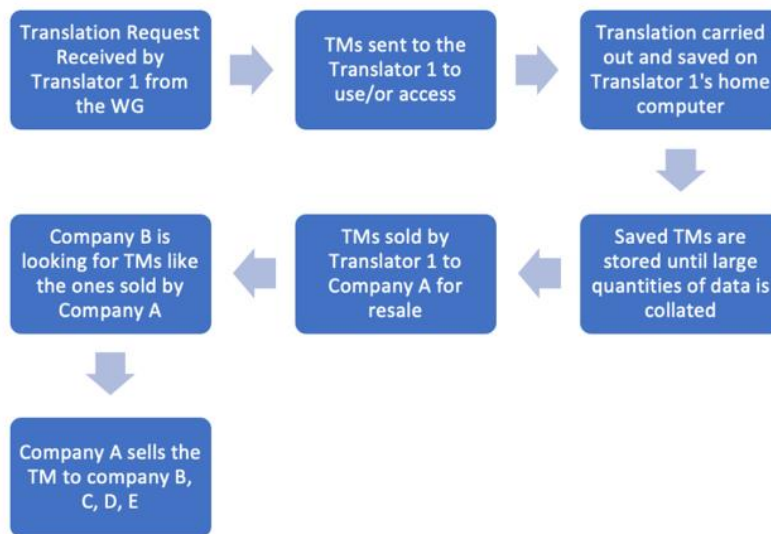 Translation Request
Received by
Translator 1 from
the WG
TMs sent to the
Translator 1 to
use/or access
Translation carried
out and saved on
Translator 1's home
computer
Saved TMs are
stored until large
quantities of data is
collated
TMs sold by
Translator 1 to
Company A for
resale
Company B is
looking for TMs like
the ones sold by
Company A
Company A sells the
TM to company B,
C, D, E